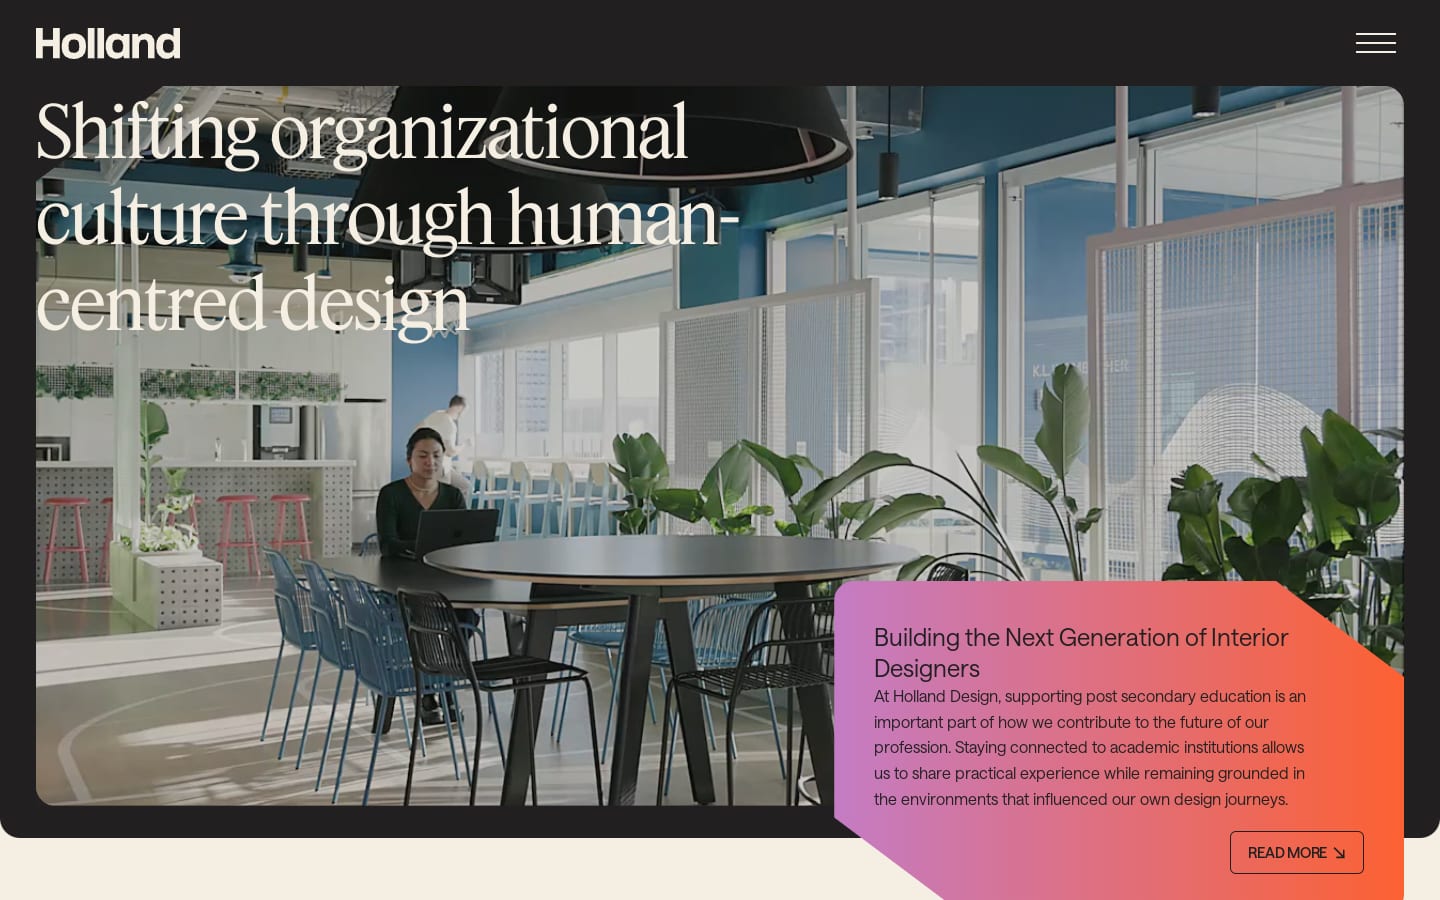 Holland
Shifting organizational
culture through human-
centred design
Building the Next Generation of Interior
Designers
At Holland Design, supporting post secondary education is an
important part of how we contribute to the future of our
profession. Staying connected to academic institutions allows
us to share practical experience while remaining grounded in
the environments that influenced our own design journeys.
READ MORE